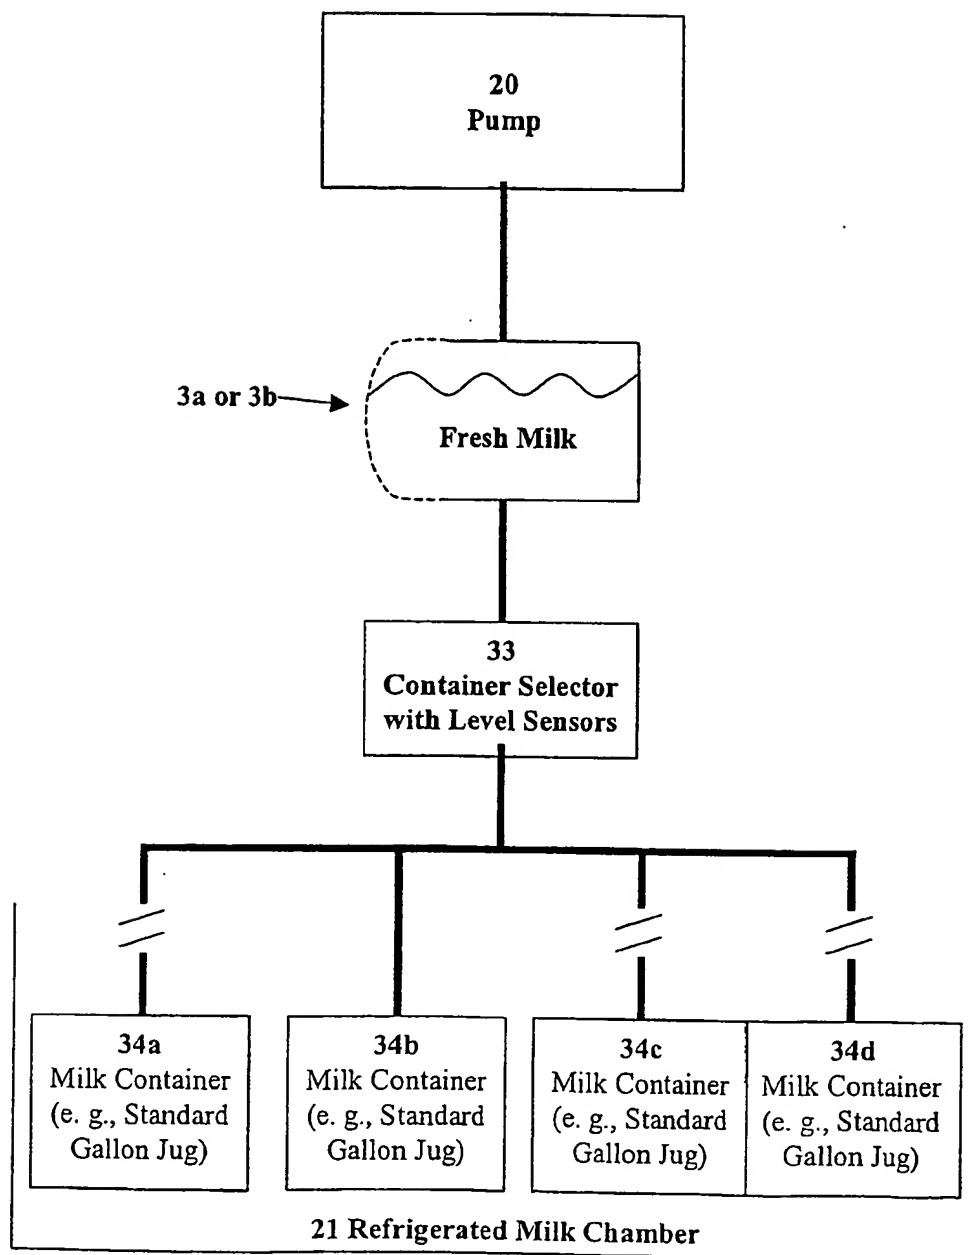 20
Pump
3a or 3b
Fresh Milk
33
Container Selector
with Level Sensors
34a
Milk Container
(e. g., Standard
Gallon Jug)
34b
Milk Container
(e. g., Standard
Gallon Jug)
34c
Milk Container
(e. g., Standard
Gallon Jug)
34d
Milk Container
(e. g., Standard
Gallon Jug)
21 Refrigerated Milk Chamber